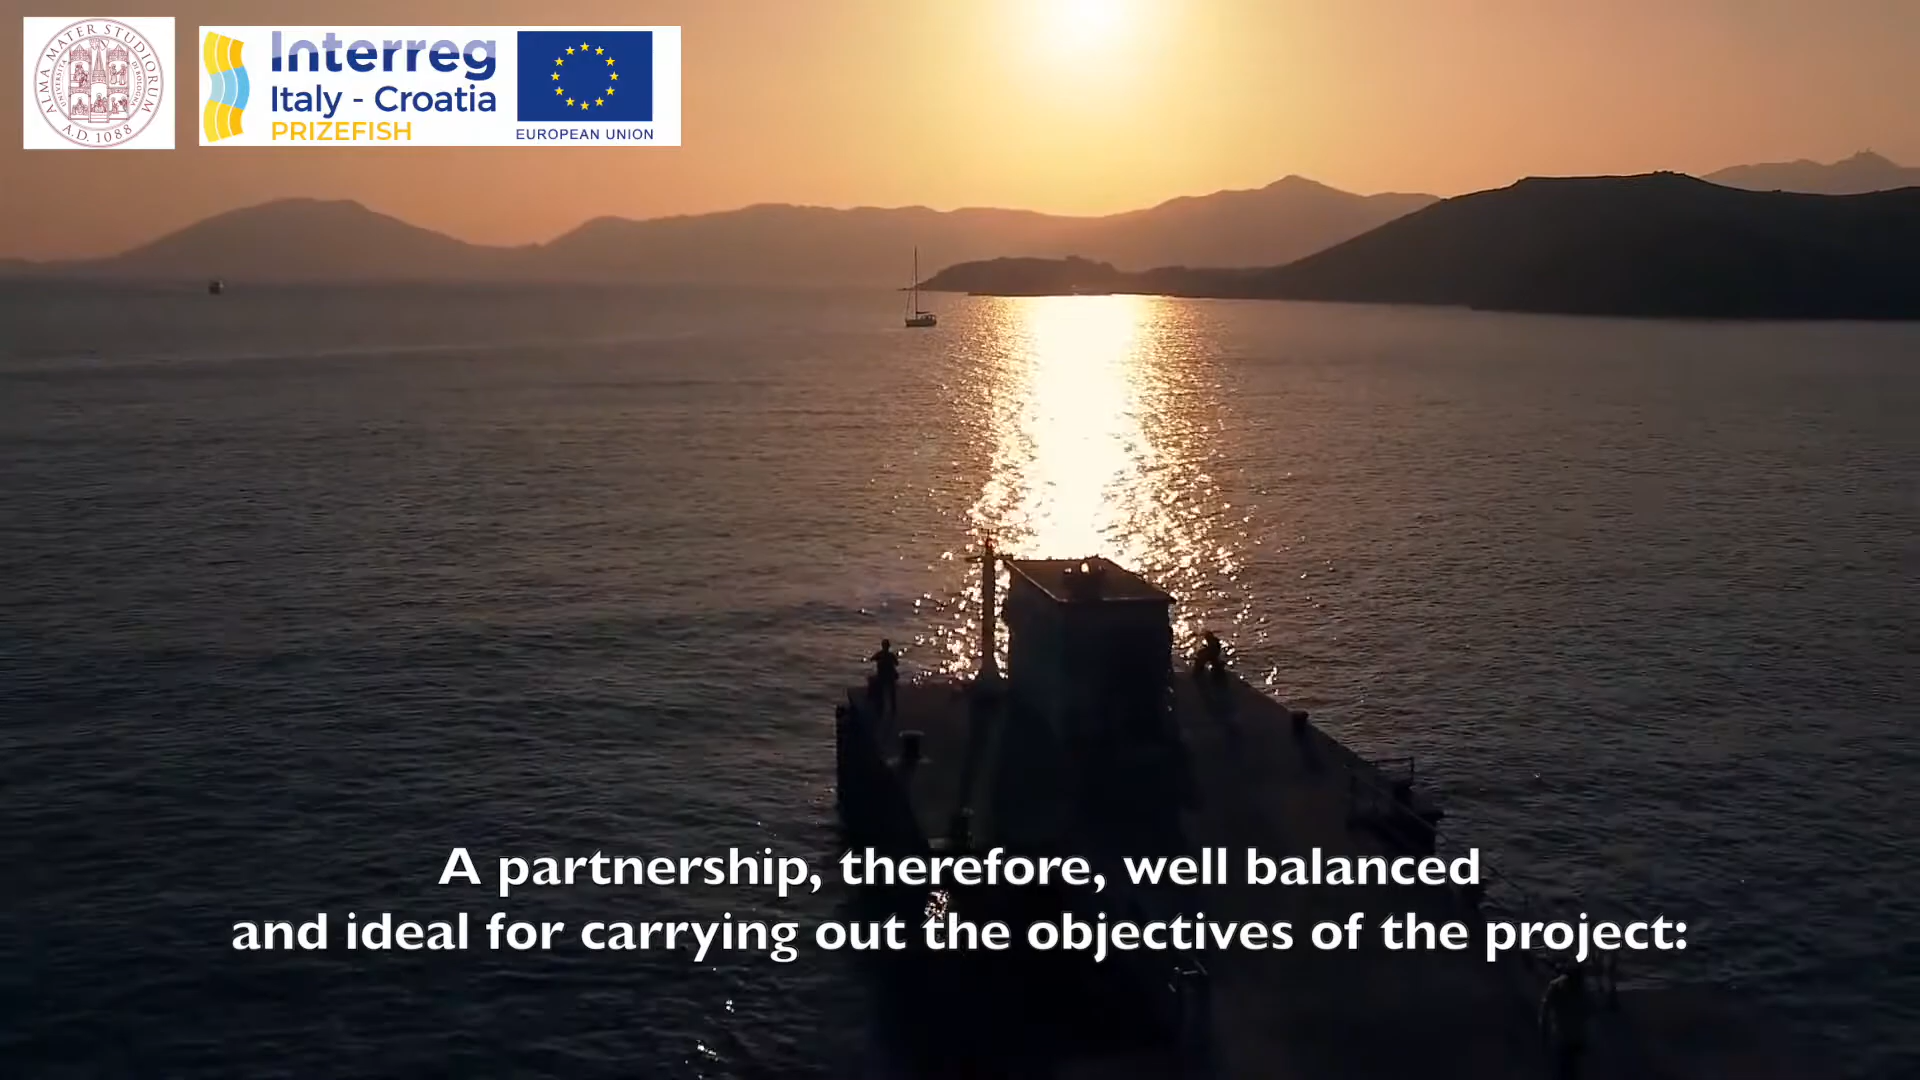 ALMA MATER STUDIORUM
A.D. 1088
Interreg
Italy - Croatia
PRIZEFISH
EUROPEAN UNION
A partnership, therefore, well balanced
and ideal for carrying out the objectives of the project: